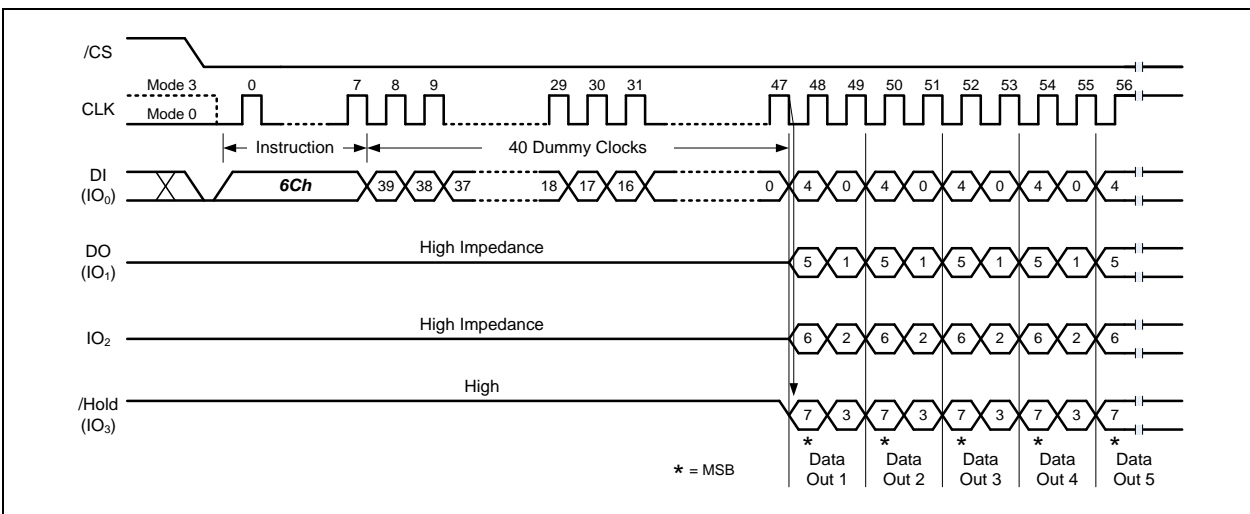 /CS
Mode 3 0 7 8 9 29 30 31 47 48 49 50 51 52 53 54 55 56
CLK
Mode 0
Instruction 40 Dummy Clocks
DI
(IO₀)
6Ch 39 38 37 18 17 16 0 4 0 4 0 4 0 4 0 4
DO
(IO₁)
High Impedance 5 1 5 1 5 1 5 1 5
IO₂
High Impedance 6 2 6 2 6 2 6 2 6
High
/Hold
(IO₃)
7 3 7 3 7 3 7 3 7
* * * * *
* = MSB
Data Out 1
Data Out 2
Data Out 3
Data Out 4
Data Out 5